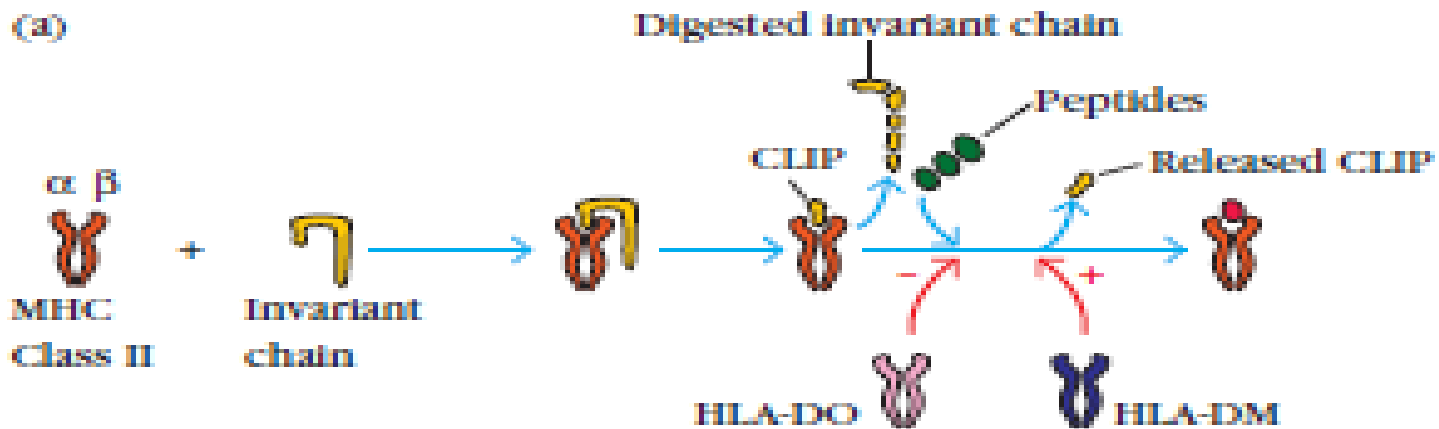 (a)
Digested invariant chain
Peptides
CLIP
Released CLIP
α β
+
MHC
Class II
Invariant
chain
−
+
HLA-DO
HLA-DM